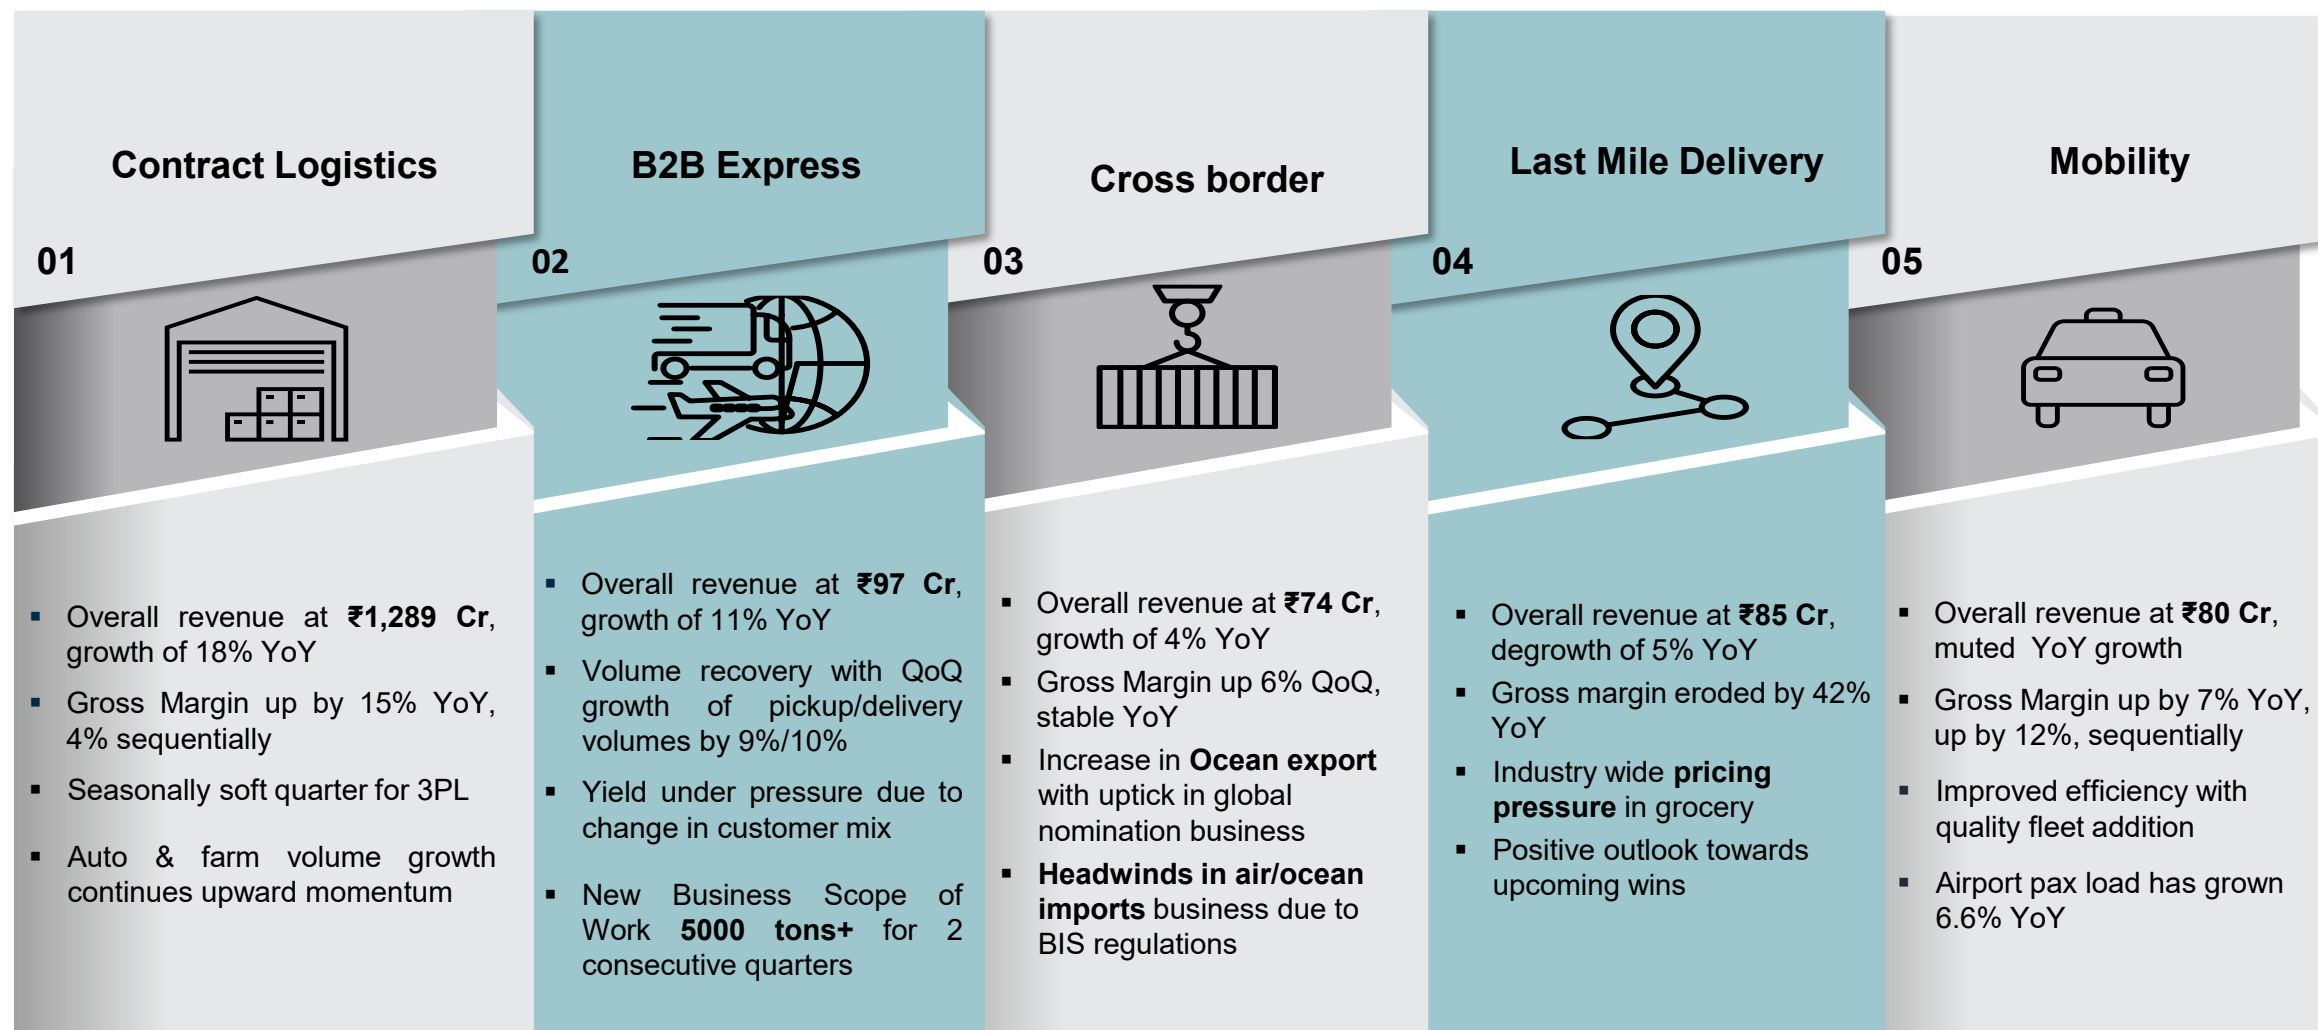 Contract Logistics
01
Overall revenue at ₹1,289 Cr,
growth of 18% YoY
Gross Margin up by 15% YoY,
4% sequentially
Seasonally soft quarter for 3PL
Auto & farm volume growth
continues upward momentum
B2B Express
02
Overall revenue at ₹97 Cr,
growth of 11% YoY
Volume recovery with QoQ
growth of pickup/delivery
volumes by 9%/10%
Yield under pressure due to
change in customer mix
New Business Scope of
Work 5000 tons+ for 2
consecutive quarters
Cross border
03
Overall revenue at ₹74 Cr,
growth of 4% YoY
Gross Margin up 6% QoQ,
stable YoY
Increase in Ocean export
with uptick in global
nomination business
Headwinds in air/ocean
imports business due to
BIS regulations
Last Mile Delivery
04
Overall revenue at ₹85 Cr,
degrowth of 5% YoY
Gross margin eroded by 42%
YoY
Industry wide pricing
pressure in grocery
Positive outlook towards
upcoming wins
Mobility
05
Overall revenue at ₹80 Cr,
muted YoY growth
Gross Margin up by 7% YoY,
up by 12%, sequentially
Improved efficiency with
quality fleet addition
Airport pax load has grown
6.6% YoY